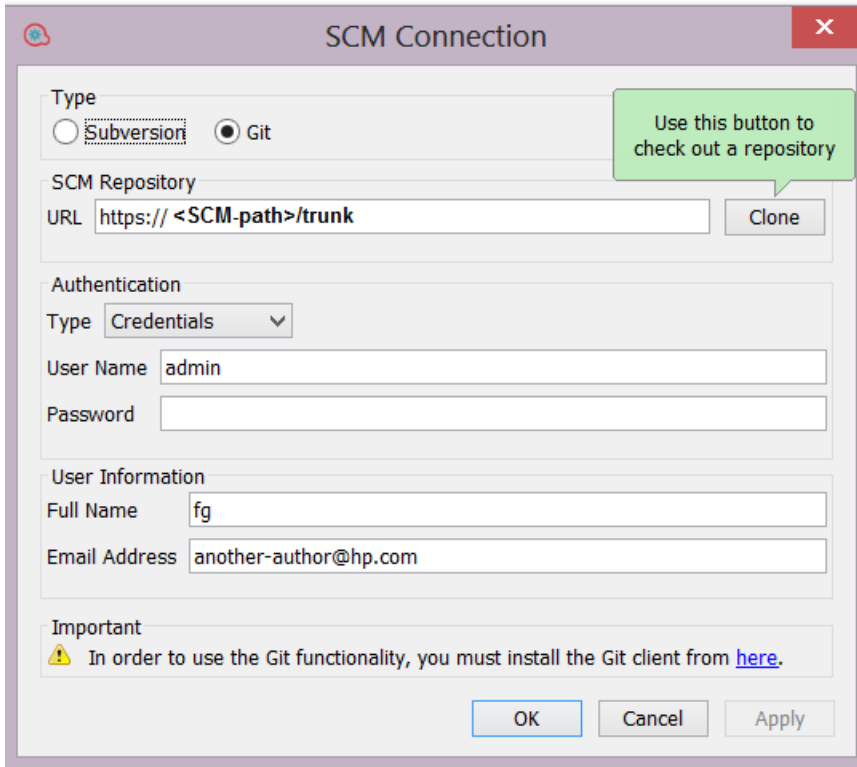 SCM Connection
Type
Subversion Git
Use this button to
check out a repository
SCM Repository
URL https:// <SCM-path>/trunk Clone
Authentication
Type Credentials
User Name admin
Password
User Information
Full Name fg
Email Address another-author@hp.com
Important
In order to use the Git functionality, you must install the Git client from here.
OK Cancel Apply